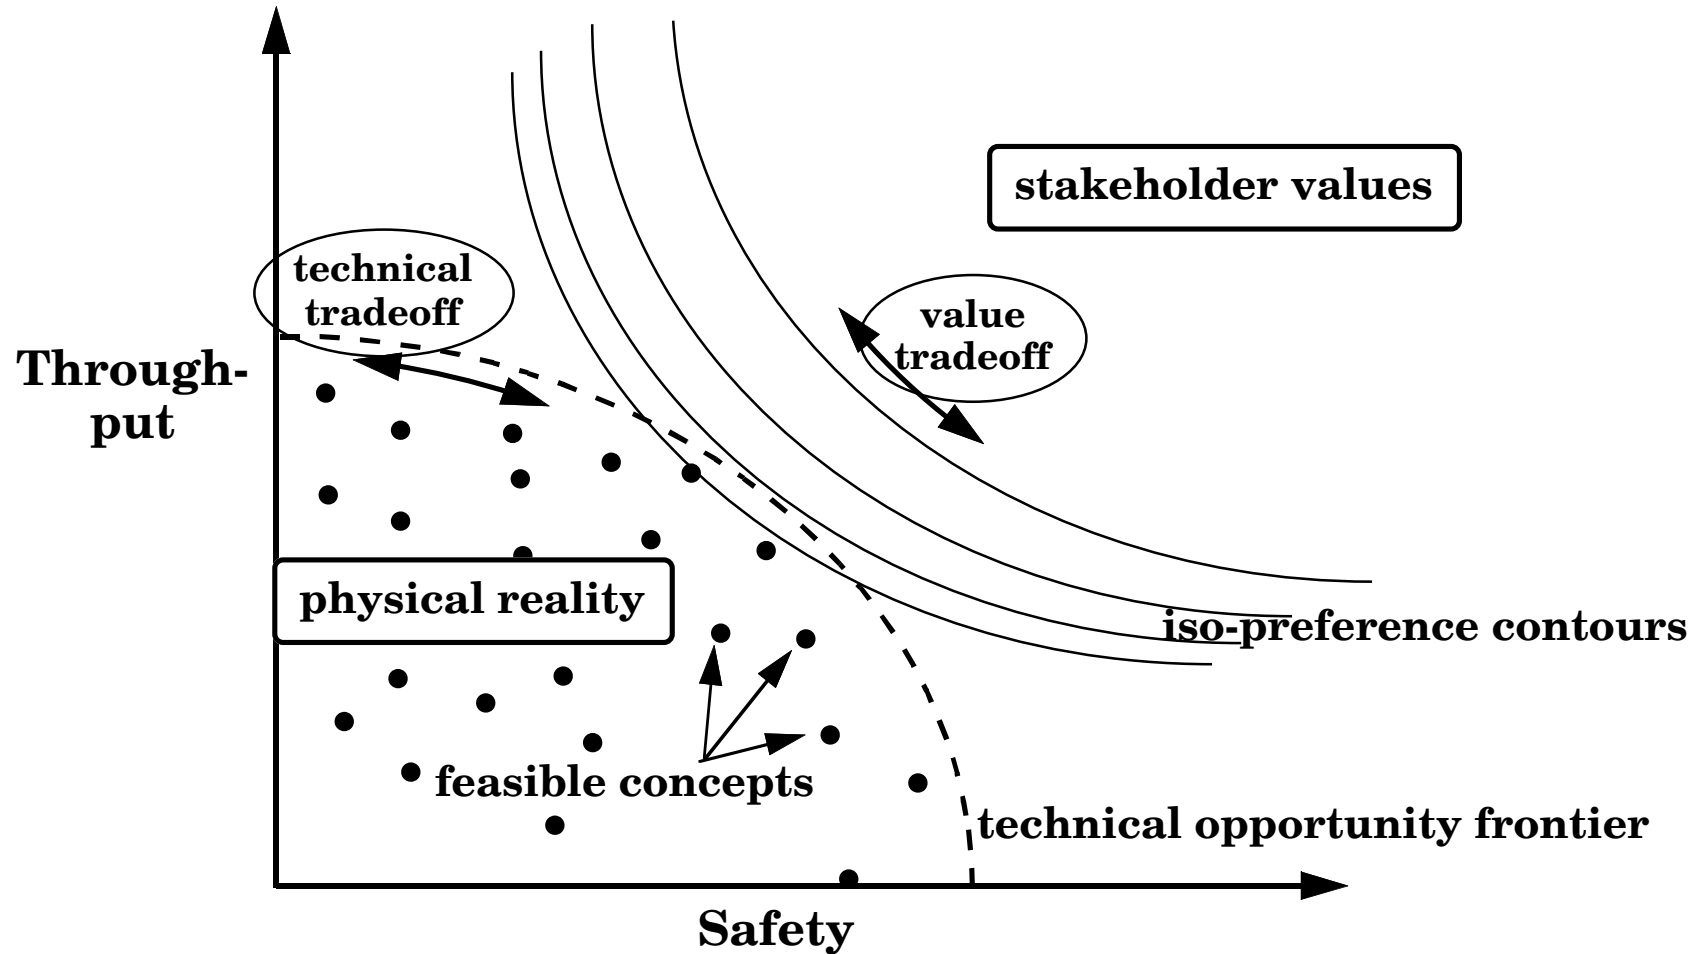 stakeholder values
technical
tradeoff
value
tradeoff
Through-
put
physical reality
iso-preference contours
feasible concepts
technical opportunity frontier
Safety